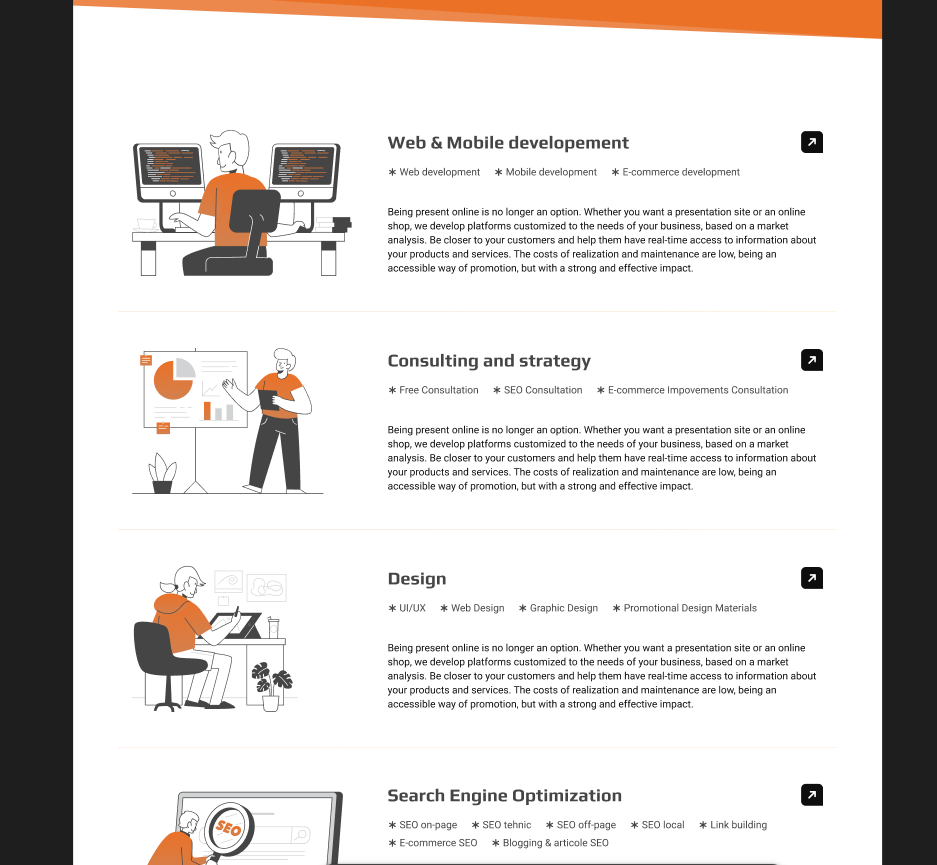 Web & Mobile developement
∗ Web development ∗ Mobile development ∗ E-commerce development
Being present online is no longer an option. Whether you want a presentation site or an online
shop, we develop platforms customized to the needs of your business, based on a market
analysis. Be closer to your customers and help them have real-time access to information about
your products and services. The costs of realization and maintenance are low, being an
accessible way of promotion, but with a strong and effective impact.
Consulting and strategy
∗ Free Consultation ∗ SEO Consultation ∗ E-commerce Impovements Consultation
Being present online is no longer an option. Whether you want a presentation site or an online
shop, we develop platforms customized to the needs of your business, based on a market
analysis. Be closer to your customers and help them have real-time access to information about
your products and services. The costs of realization and maintenance are low, being an
accessible way of promotion, but with a strong and effective impact.
Design
∗ UI/UX ∗ Web Design ∗ Graphic Design ∗ Promotional Design Materials
Being present online is no longer an option. Whether you want a presentation site or an online
shop, we develop platforms customized to the needs of your business, based on a market
analysis. Be closer to your customers and help them have real-time access to information about
your products and services. The costs of realization and maintenance are low, being an
accessible way of promotion, but with a strong and effective impact.
SEO
Search Engine Optimization
∗ SEO on-page ∗ SEO tehnic ∗ SEO off-page ∗ SEO local ∗ Link building
∗ E-commerce SEO ∗ Blogging & articole SEO